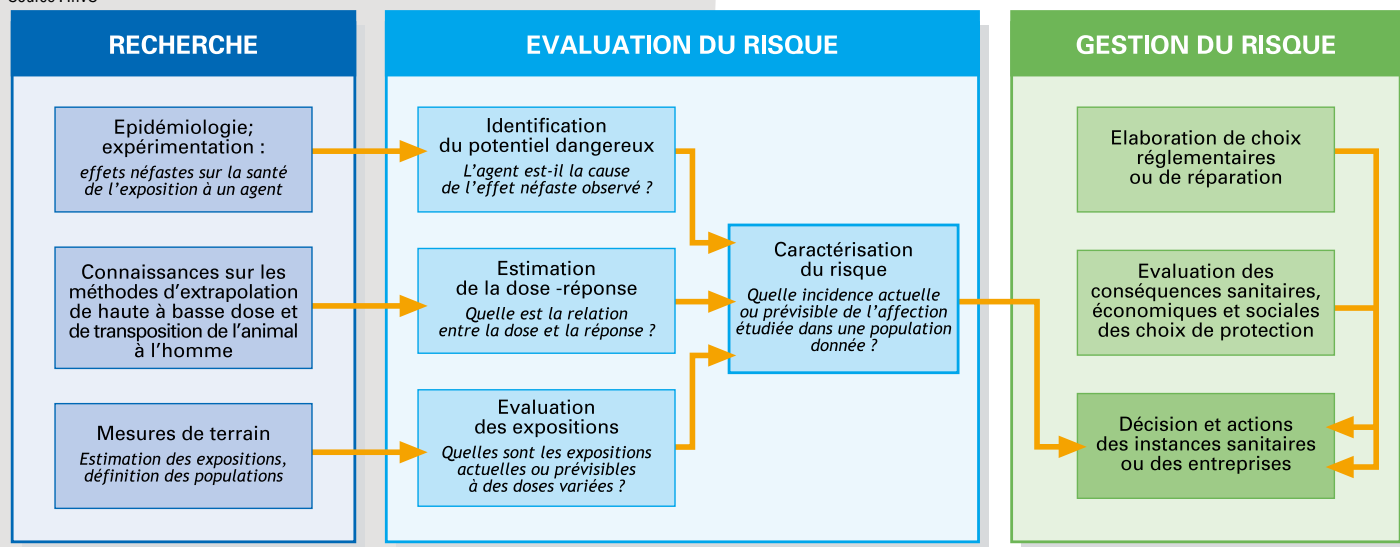 RECHERCHE
Epidémiologie;
expérimentation :
effets néfastes sur la santé
de l'exposition à un agent
Connaissances sur les
méthodes d'extrapolation
de haute à basse dose et
de transposition de l'animal
à l'homme
Mesures de terrain
Estimation des expositions,
définition des populations
EVALUATION DU RISQUE
Identification
du potentiel dangereux
L'agent est-il la cause
de l'effet néfaste observé ?
Estimation
de la dose -réponse
Quelle est la relation
entre la dose et la réponse ?
Evaluation
des expositions
Quelles sont les expositions
actuelles ou prévisibles
à des doses variées ?
Caractérisation
du risque
Quelle incidence actuelle
ou prévisible de l'affection
étudiée dans une population
donnée ?
GESTION DU RISQUE
Elaboration de choix
réglementaires
ou de réparation
Evaluation des
conséquences sanitaires,
économiques et sociales
des choix de protection
Décision et actions
des instances sanitaires
ou des entreprises